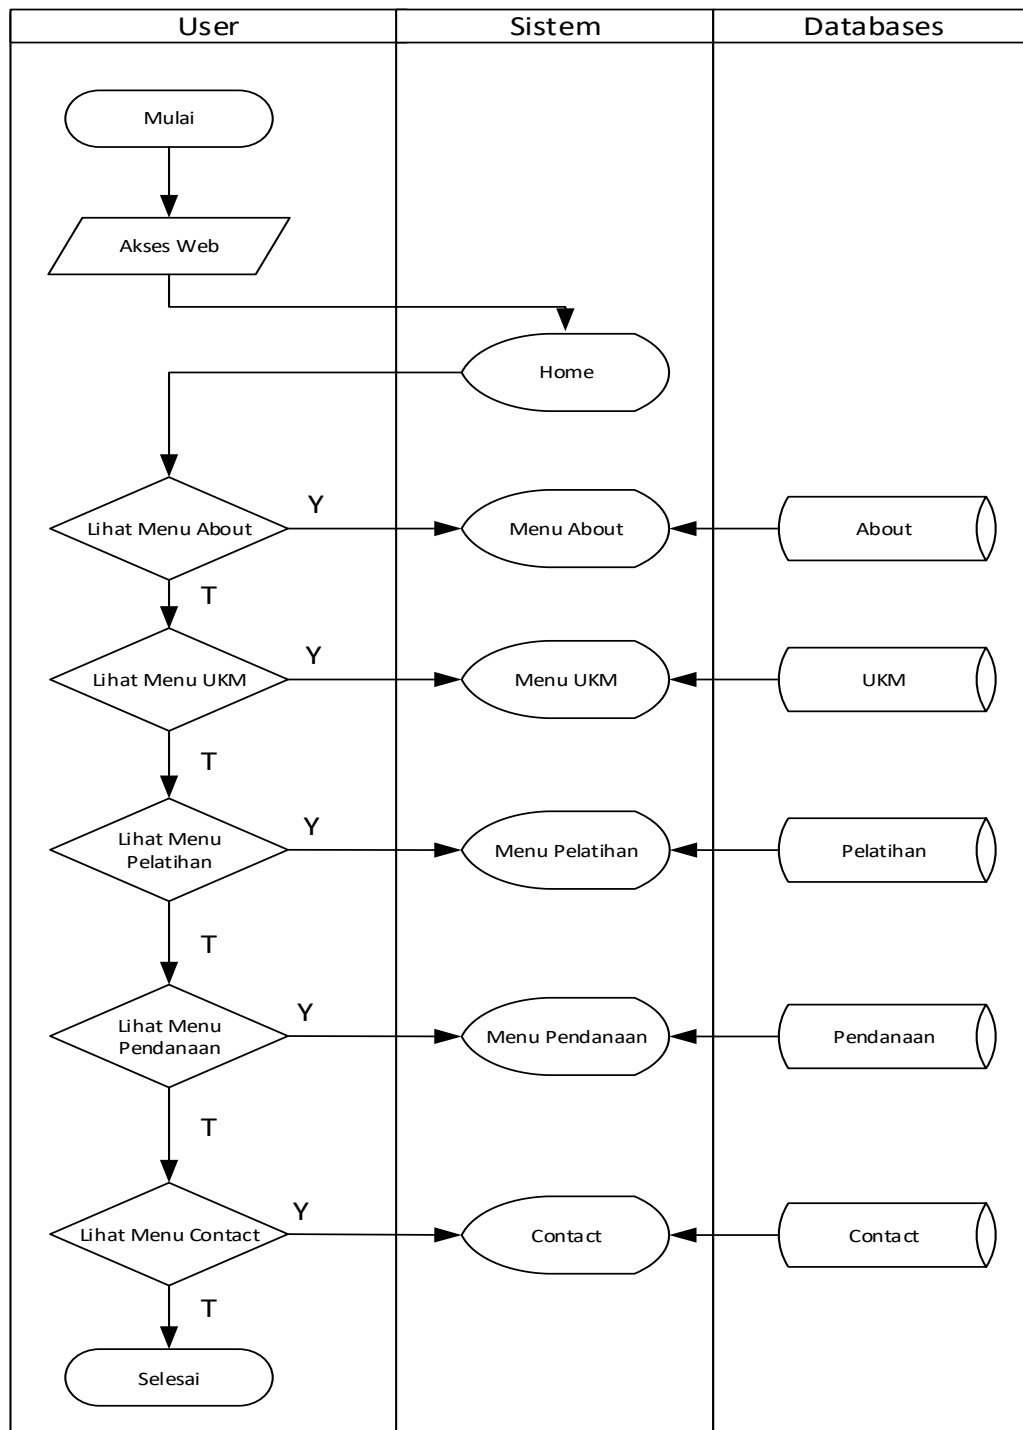 User
Sistem
Databases
Mulai
Akses Web
Home
Lihat Menu About
Y
Menu About
About
T
Lihat Menu UKM
Y
Menu UKM
UKM
T
Lihat Menu
Pelatihan
Y
Menu Pelatihan
Pelatihan
T
Lihat Menu
Pendanaan
Y
Menu Pendanaan
Pendanaan
T
Lihat Menu Contact
Y
Contact
Contact
T
Selesai